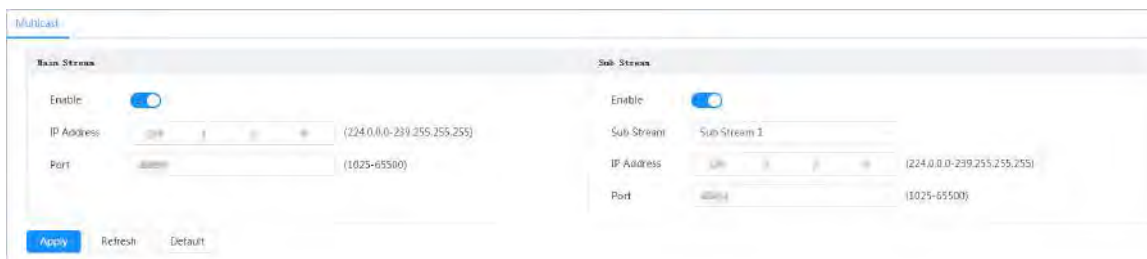 Multicast
Main Stream
Enable
IP Address (224.0.0.0-239.255.255.255)
Port (1025-65500)
Sub Stream
Enable
Sub Stream Sub Stream 1
IP Address (224.0.0.0-239.255.255.255)
Port (1025-65500)
Apply Refresh Default